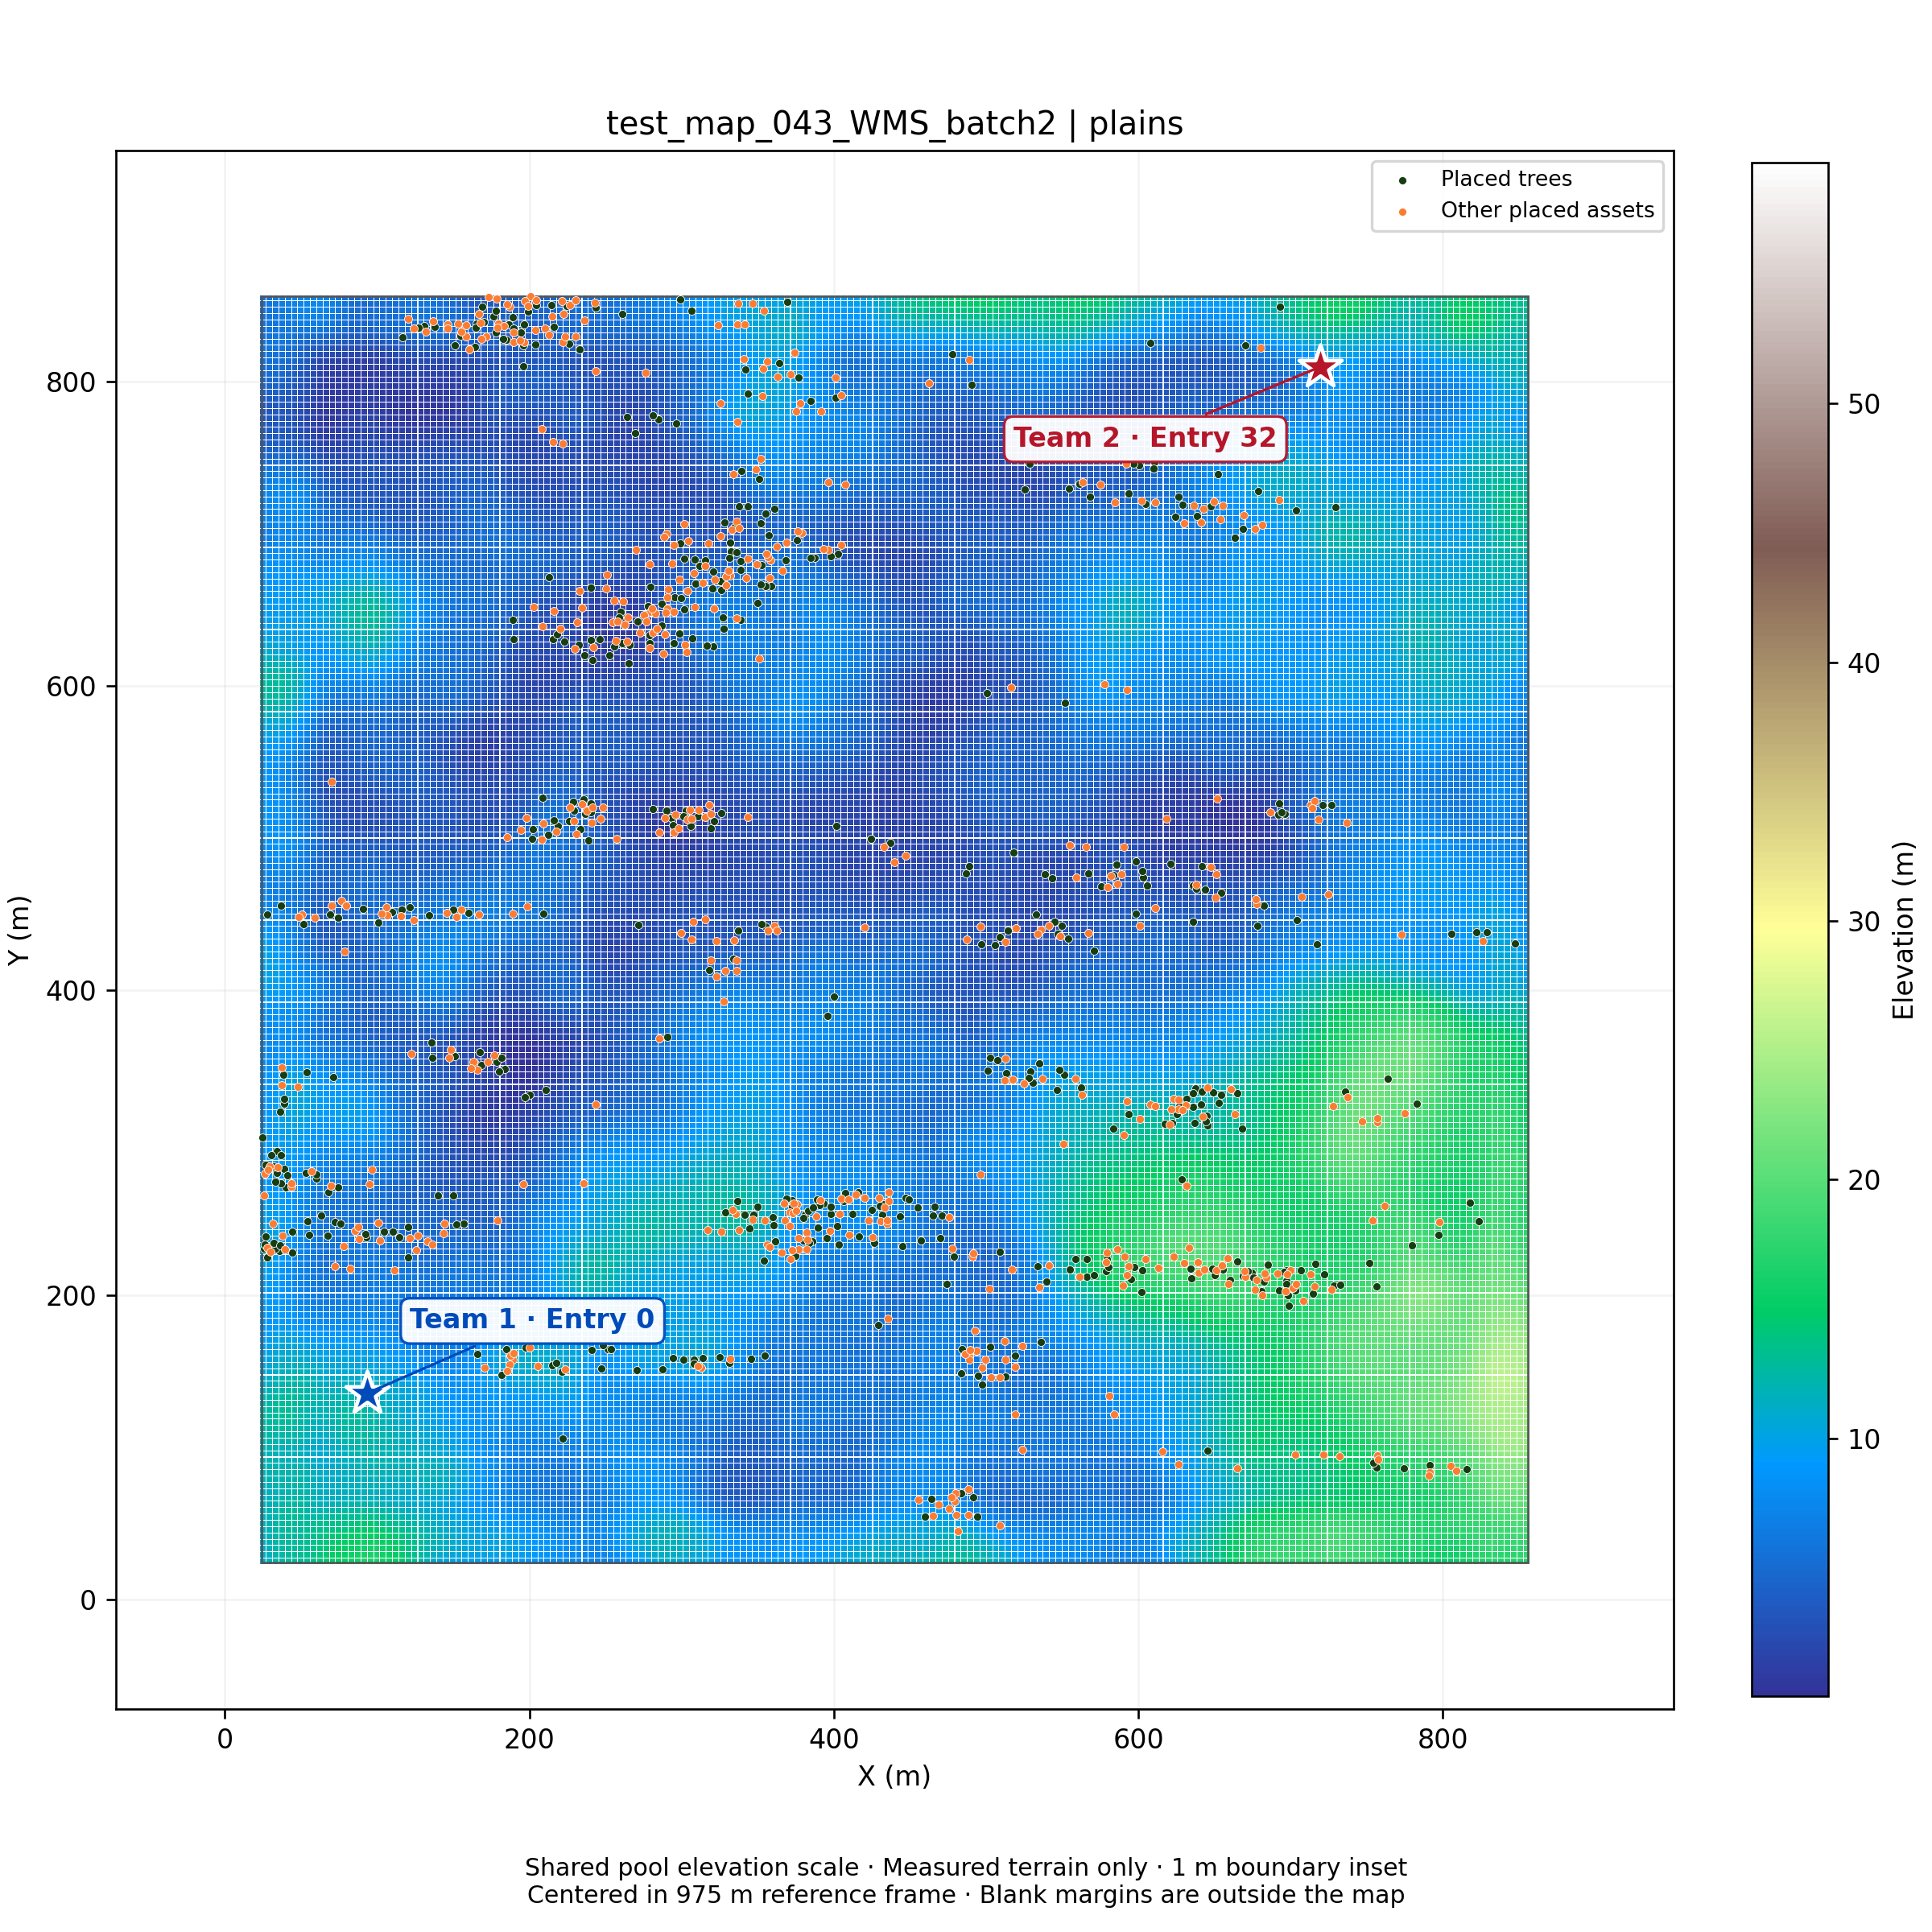 test_map_043_WMS_batch2 | plains
Placed trees
Other placed assets
Team 2 · Entry 32
Team 1 · Entry 0
800
600
400
200
0
Y (m)
0
200
400
600
800
X (m)
50
40
30
20
10
Elevation (m)
Shared pool elevation scale · Measured terrain only · 1 m boundary inset
Centered in 975 m reference frame · Blank margins are outside the map